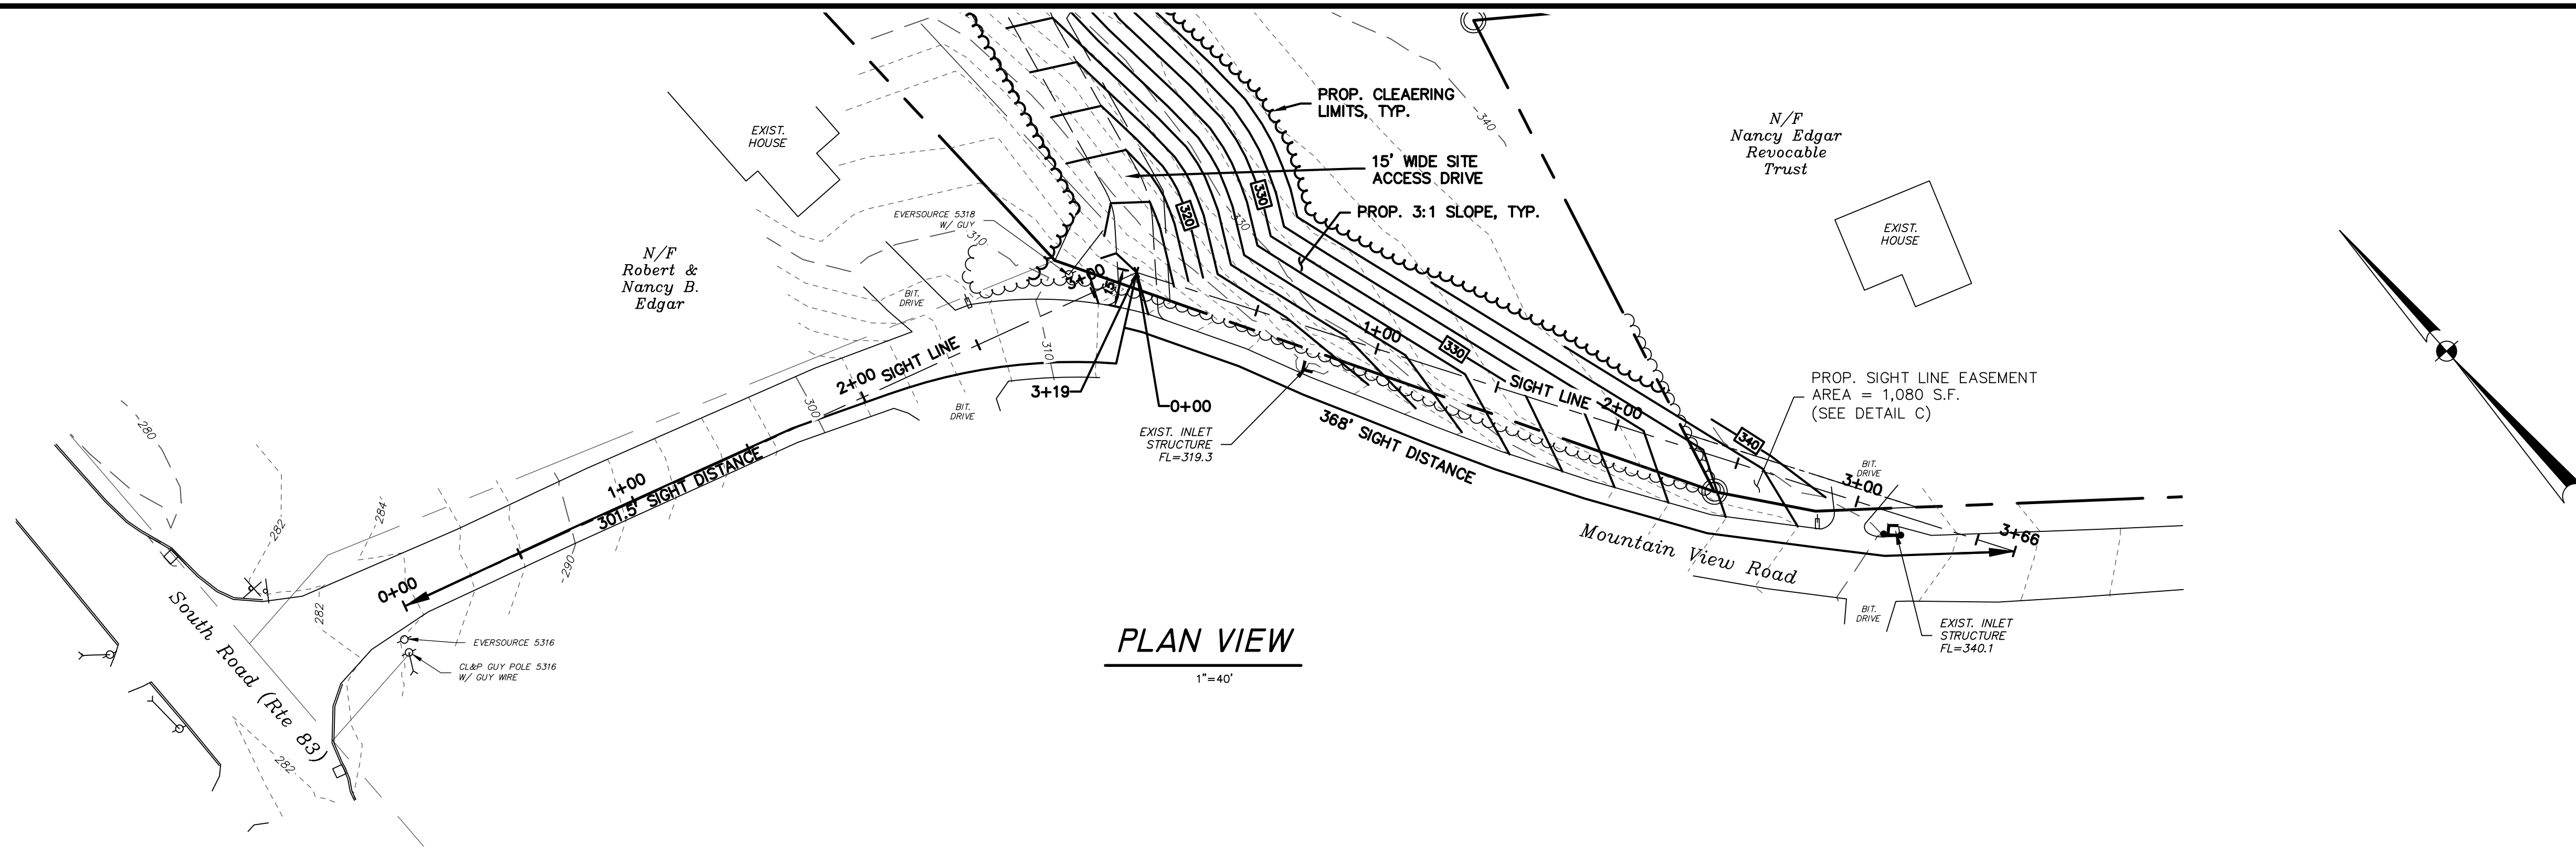 PROP. CLEAERING
LIMITS, TYP.
340
N/F
Nancy Edgar
Revocable
Trust
EXIST.
HOUSE
15' WIDE SITE
ACCESS DRIVE
320
330
330
PROP. 3:1 SLOPE, TYP.
EXIST.
HOUSE
EVERSOURCE 5318
W/ GUY
310
N/F
Robert &
Nancy B.
Edgar
3+00
15'
BIT.
DRIVE
310
SIGHT LINE
2+00
300
3+19
0+00
BIT.
DRIVE
1+00
330
SIGHT LINE
2+00
340
PROP. SIGHT LINE EASEMENT
AREA = 1,080 S.F.
(SEE DETAIL C)
EXIST. INLET
STRUCTURE
FL=319.3
368' SIGHT DISTANCE
BIT.
DRIVE
3+00
3+66
Mountain View Road
280
282
284
1+00
301.5' SIGHT DISTANCE
290
0+00
282
South Road (Rte 83)
EVERSOURCE 5316
CL&P GUY POLE 5316
W/ GUY WIRE
282
BIT.
DRIVE
EXIST. INLET
STRUCTURE
FL=340.1
PLAN VIEW
1"=40'